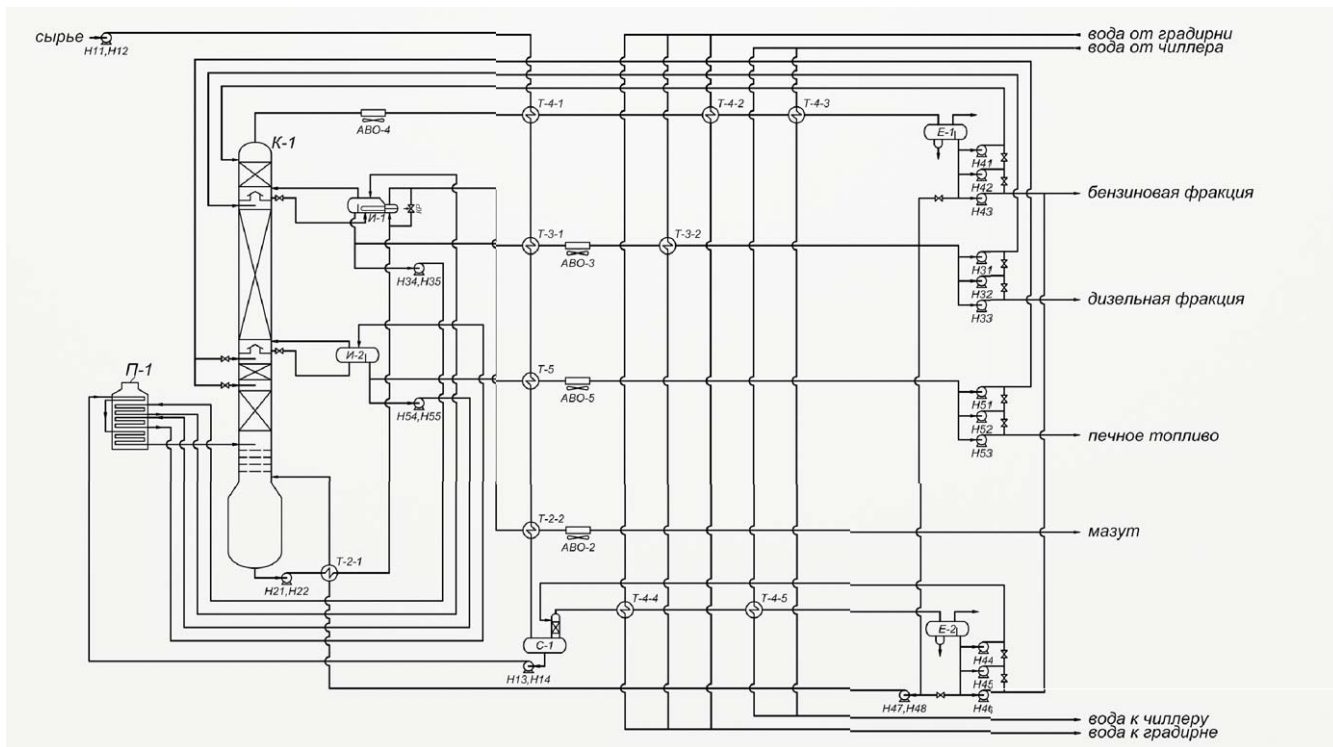 сырье
Н11,Н12
вода от градирни
вода от чиллера
Т-4-1
Т-4-2
Т-4-3
АВО-4
К-1
Е-1
Н41
Н42
Н43
бензиновая фракция
И-1
КР
Т-3-1
Т-3-2
АВО-3
Н34,Н35
Н31
Н32
Н33
дизельная фракция
И-2
П-1
Т-5
АВО-5
Н54,Н55
Н51
Н52
Н53
печное топливо
Т-2-2
АВО-2
мазут
Т-2-1
Н21,Н22
Т-4-4
Т-4-5
С-1
Е-2
Н13,Н14
Н44
Н45
Н46
Н47,Н48
вода к чиллеру
вода к градирне